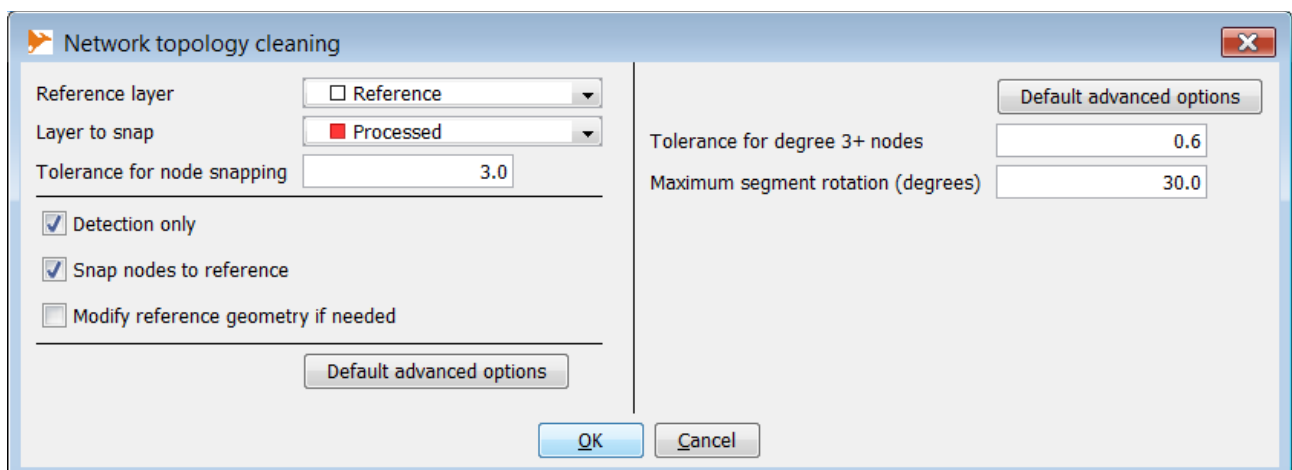 Network topology cleaning
Reference layer Reference
Layer to snap Processed
Tolerance for node snapping 3.0
Detection only
Snap nodes to reference
Modify reference geometry if needed
Default advanced options
Default advanced options
Tolerance for degree 3+ nodes 0.6
Maximum segment rotation (degrees) 30.0
OK Cancel